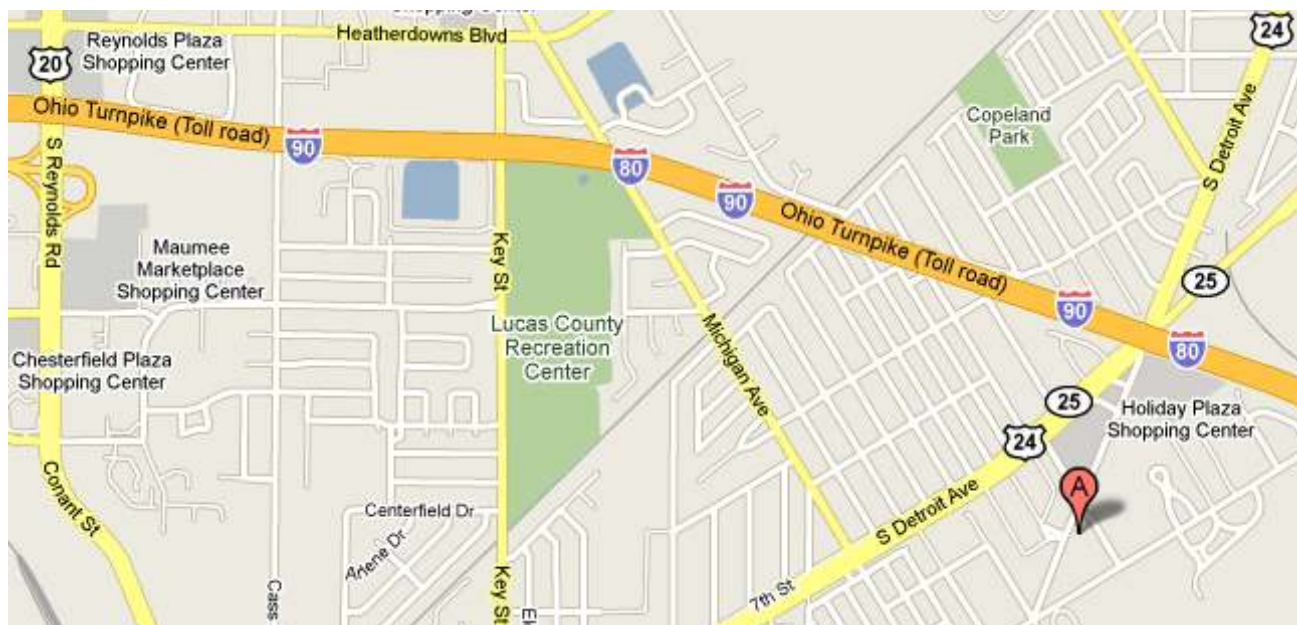 Shopping Center
Heatherdowns Blvd
24
Reynolds Plaza
Shopping Center
20
Ohio Turnpike (Toll road)
90
80
90
Copeland
Park
S Detroit Ave
S Reynolds Rd
Ohio Turnpike (Toll road)
Maumee
Marketplace
Shopping Center
Key St
25
90
80
Lucas County
Recreation
Center
Michigan Ave
Chesterfield Plaza
Shopping Center
25
Holiday Plaza
Shopping Center
24
A
Conant St
Centerfield Dr
Arlene Dr
S Detroit Ave
7th St
Cass
Key St